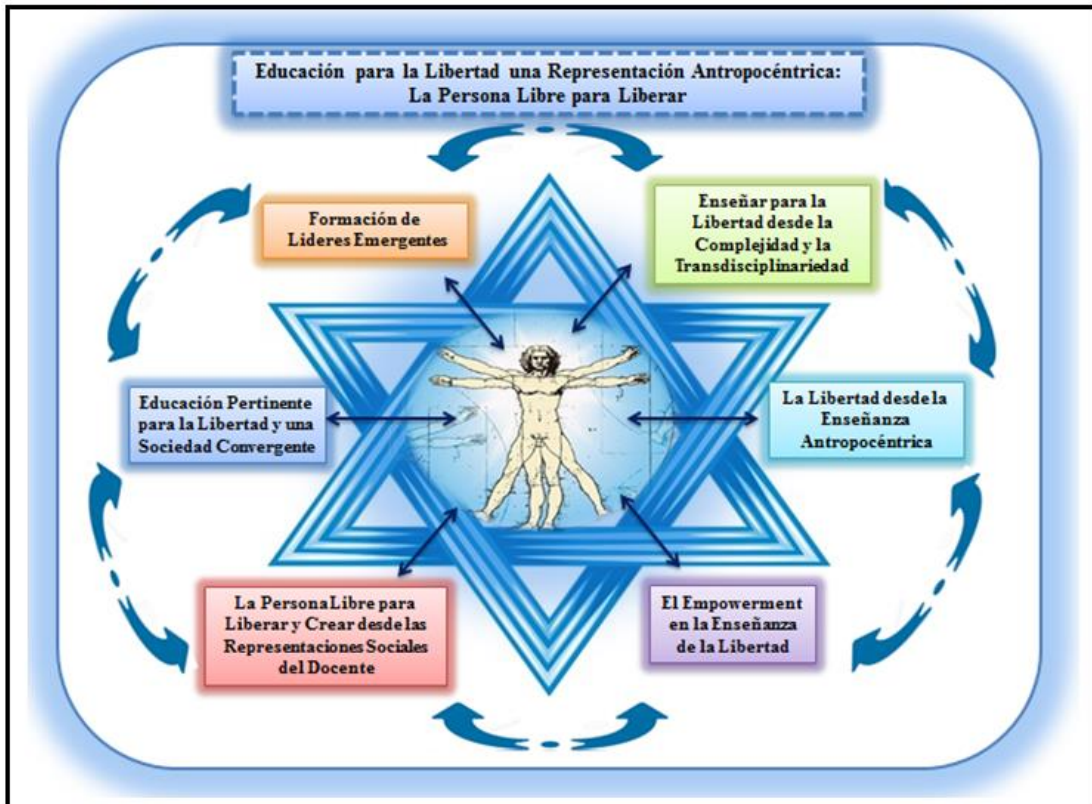 Educación para la Libertad una Representación Antropocéntrica:
La Persona Libre para Liberar
Formación de
Lideres Emergentes
Enseñar para la
Libertad desde la
Complejidad y la
Transdisciplinariedad
Educación Pertinente
para la Libertad y una
Sociedad Convergente
La Libertad desde la
Enseñanza
Antropocéntrica
La Persona Libre para
Liberar y Crear desde las
Representaciones Sociales
del Docente
El Empowerment
en la Enseñanza
de la Libertad